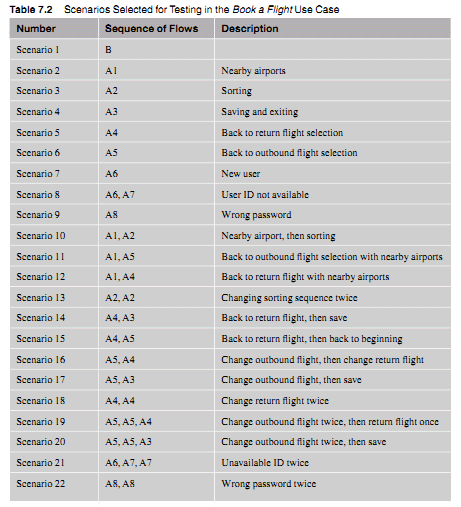 Table 7.2 Scenarios Selected for Testing in the Book a Flight Use Case
Number Sequence of Flows Description
Scenario 1 B
Scenario 2 A1 Nearby airports
Scenario 3 A2 Sorting
Scenario 4 A3 Saving and exiting
Scenario 5 A4 Back to return flight selection
Scenario 6 A5 Back to outbound flight selection
Scenario 7 A6 New user
Scenario 8 A6, A7 User ID not available
Scenario 9 A8 Wrong password
Scenario 10 A1, A2 Nearby airport, then sorting
Scenario 11 A1, A5 Back to outbound flight selection with nearby airports
Scenario 12 A1, A4 Back to return flight with nearby airports
Scenario 13 A2, A2 Changing sorting sequence twice
Scenario 14 A4, A3 Back to return flight, then save
Scenario 15 A4, A5 Back to return flight, then back to beginning
Scenario 16 A5, A4 Change outbound flight, then change return flight
Scenario 17 A5, A3 Change outbound flight, then save
Scenario 18 A4, A4 Change return flight twice
Scenario 19 A5, A5, A4 Change outbound flight twice, then return flight once
Scenario 20 A5, A5, A3 Change outbound flight twice, then save
Scenario 21 A6, A7, A7 Unavailable ID twice
Scenario 22 A8, A8 Wrong password twice